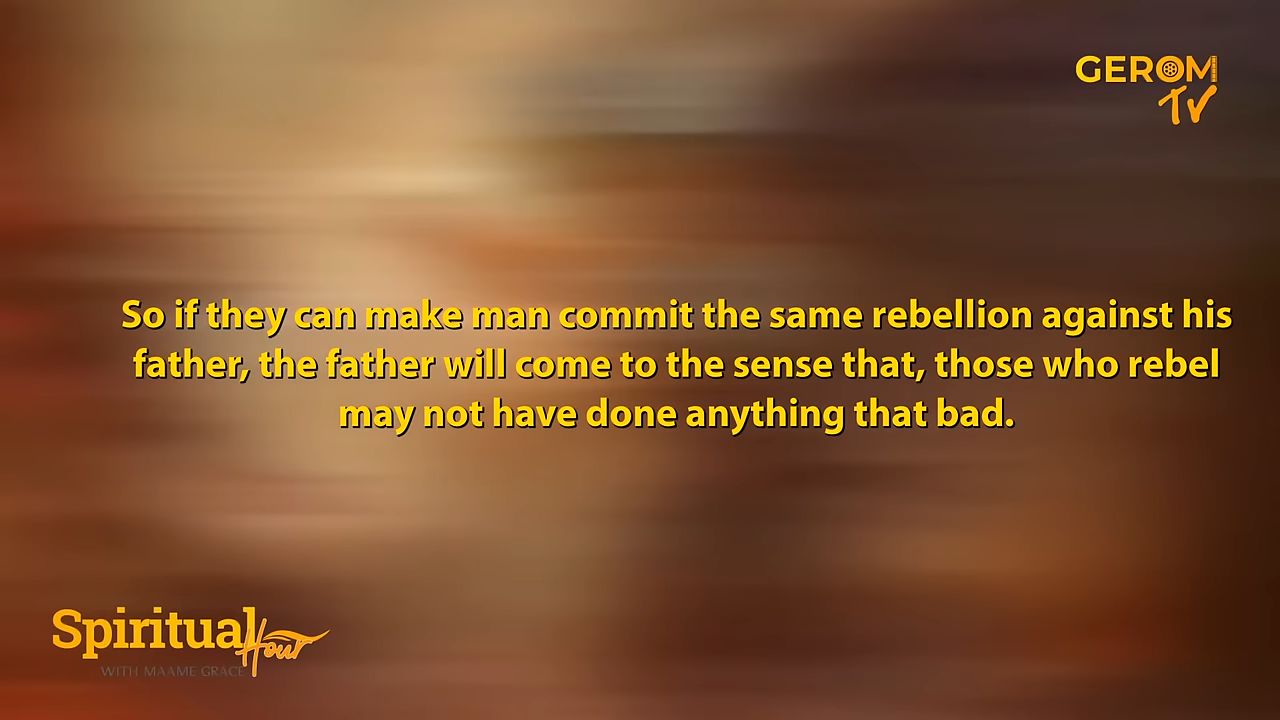 GEROM
TV
So if they can make man commit the same rebellion against his
father, the father will come to the sense that, those who rebel
may not have done anything that bad.
Spiritual
Hour
WITH MAAME GRACE